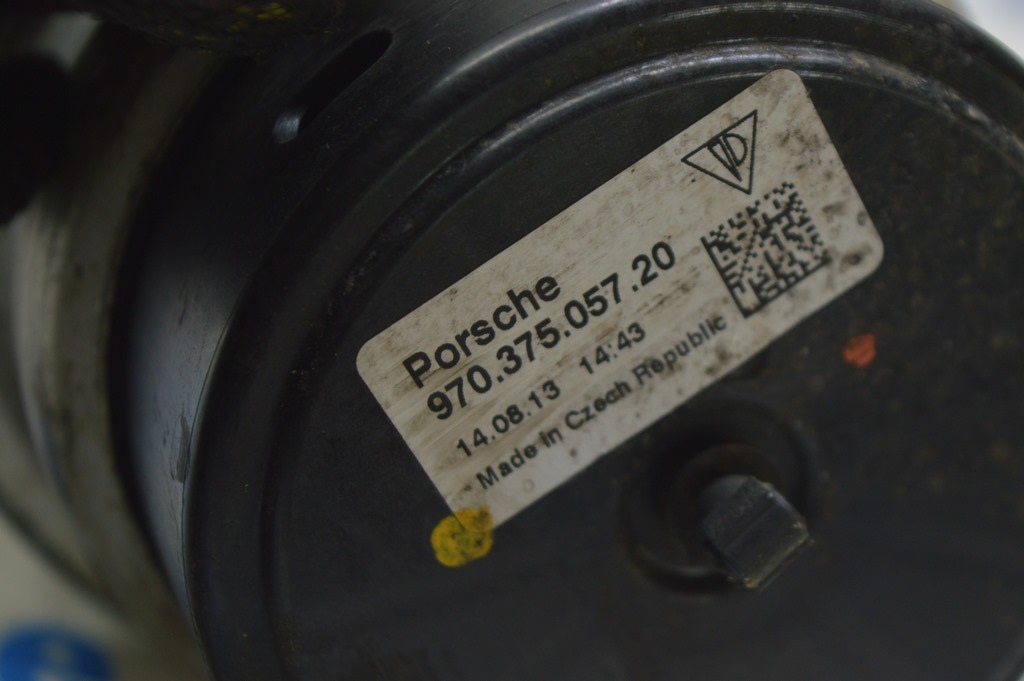 Porsche
970.375.057.20
14.08.13 14:43
Made in Czech Republic